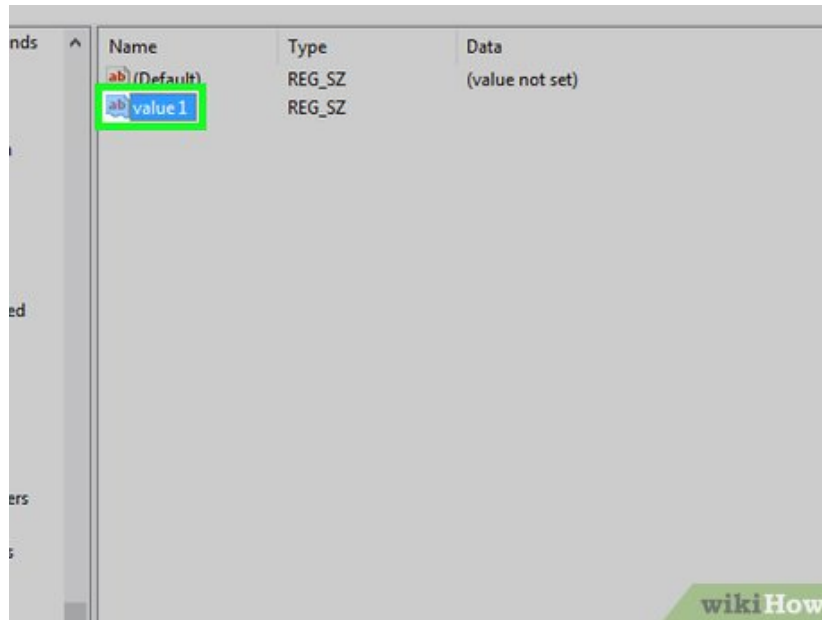 nds
Name Type Data
ab (Default) REG_SZ (value not set)
ab value 1 REG_SZ
ed
ers
s
wikiHow